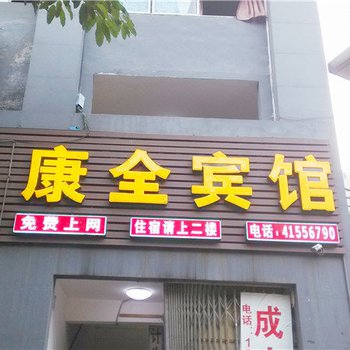 康全宾馆
免费上网
住宿请上二楼
电话:41556790
成
电话:1